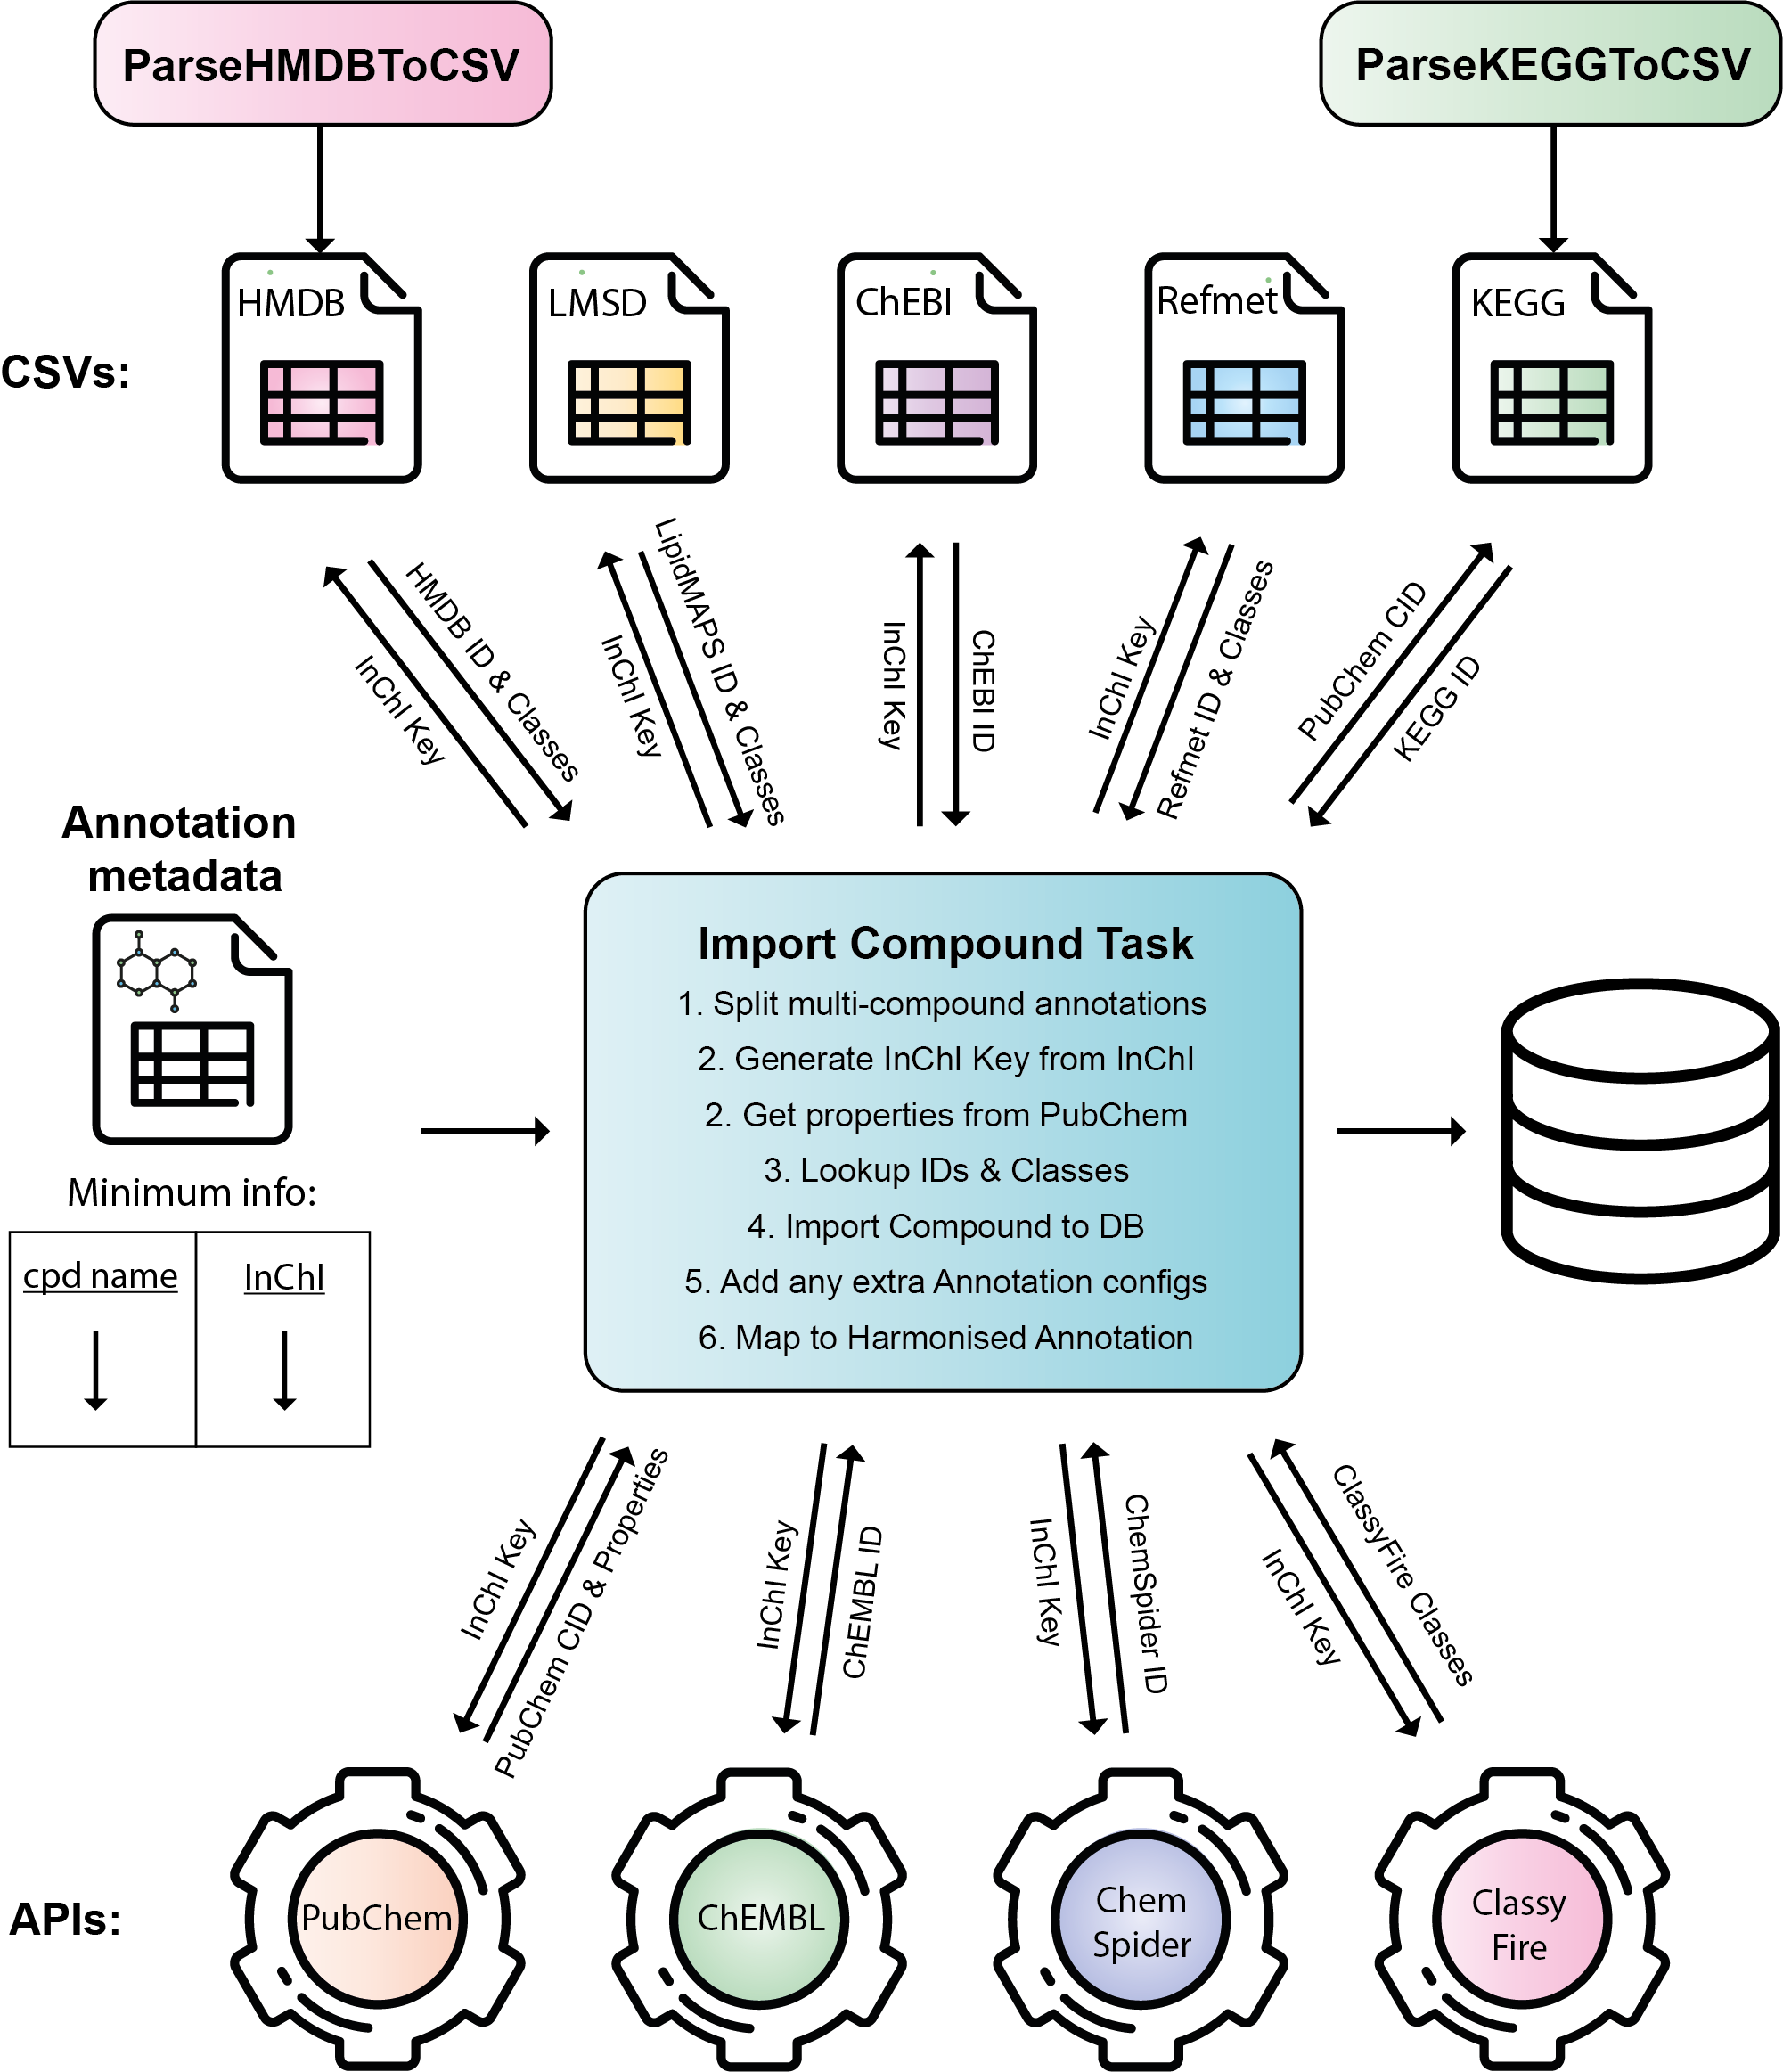 ParseHMDBToCSV
ParseKEGGToCSV
CSVs:
HMDB
LMSD
ChEBI
Refmet
KEGG
InChI Key
HMDB ID & Classes
InChI Key
LipidMAPS ID & Classes
InChI Key
ChEBI ID
InChI Key
Refmet ID & Classes
PubChem CID
KEGG ID
Annotation
metadata
Minimum info:
cpd name
InChI
Import Compound Task
1. Split multi-compound annotations
2. Generate InChI Key from InChI
2. Get properties from PubChem
3. Lookup IDs & Classes
4. Import Compound to DB
5. Add any extra Annotation configs
6. Map to Harmonised Annotation
InChI Key
PubChem CID & Properties
InChI Key
ChEMBL ID
InChI Key
ChemSpider ID
InChI Key
ClassyFire Classes
APIs:
PubChem
ChEMBL
Chem
Spider
Classy
Fire